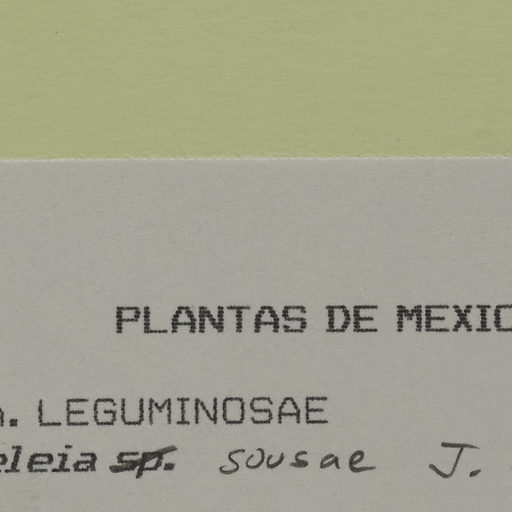 PLANTAS DE MEXIC
a. LEGUMINOSAE
eleia sp. sousae J.